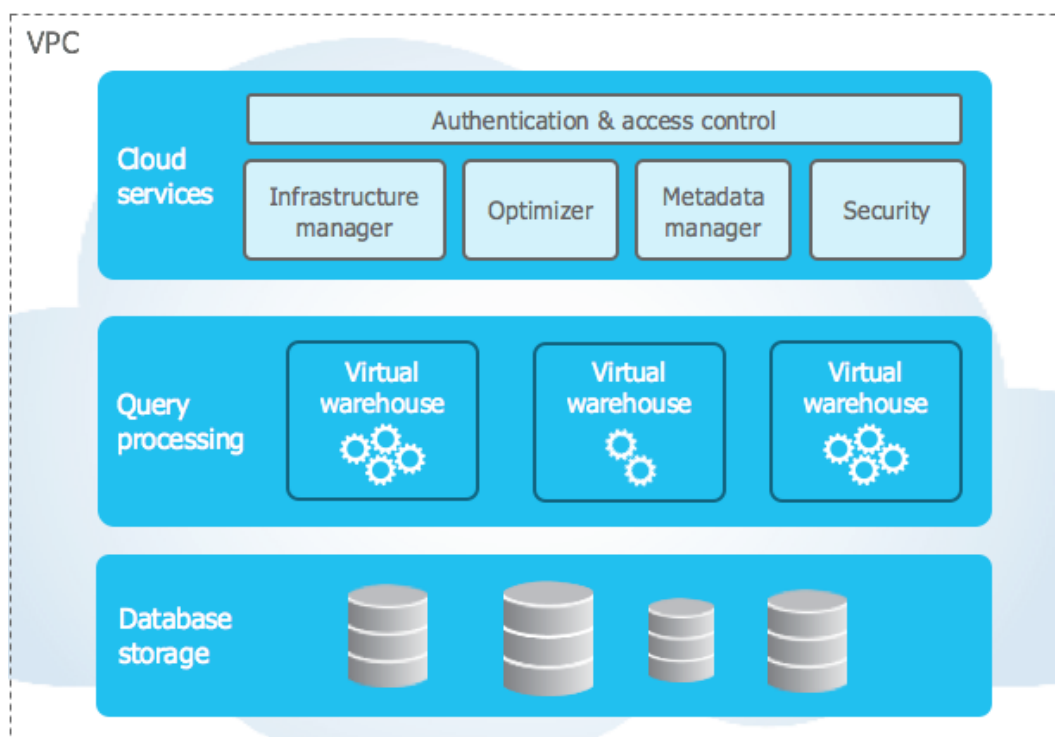 VPC
Authentication & access control
Cloud
services
Infrastructure
manager
Optimizer
Metadata
manager
Security
Query
processing
Virtual
warehouse
Virtual
warehouse
Virtual
warehouse
Database
storage